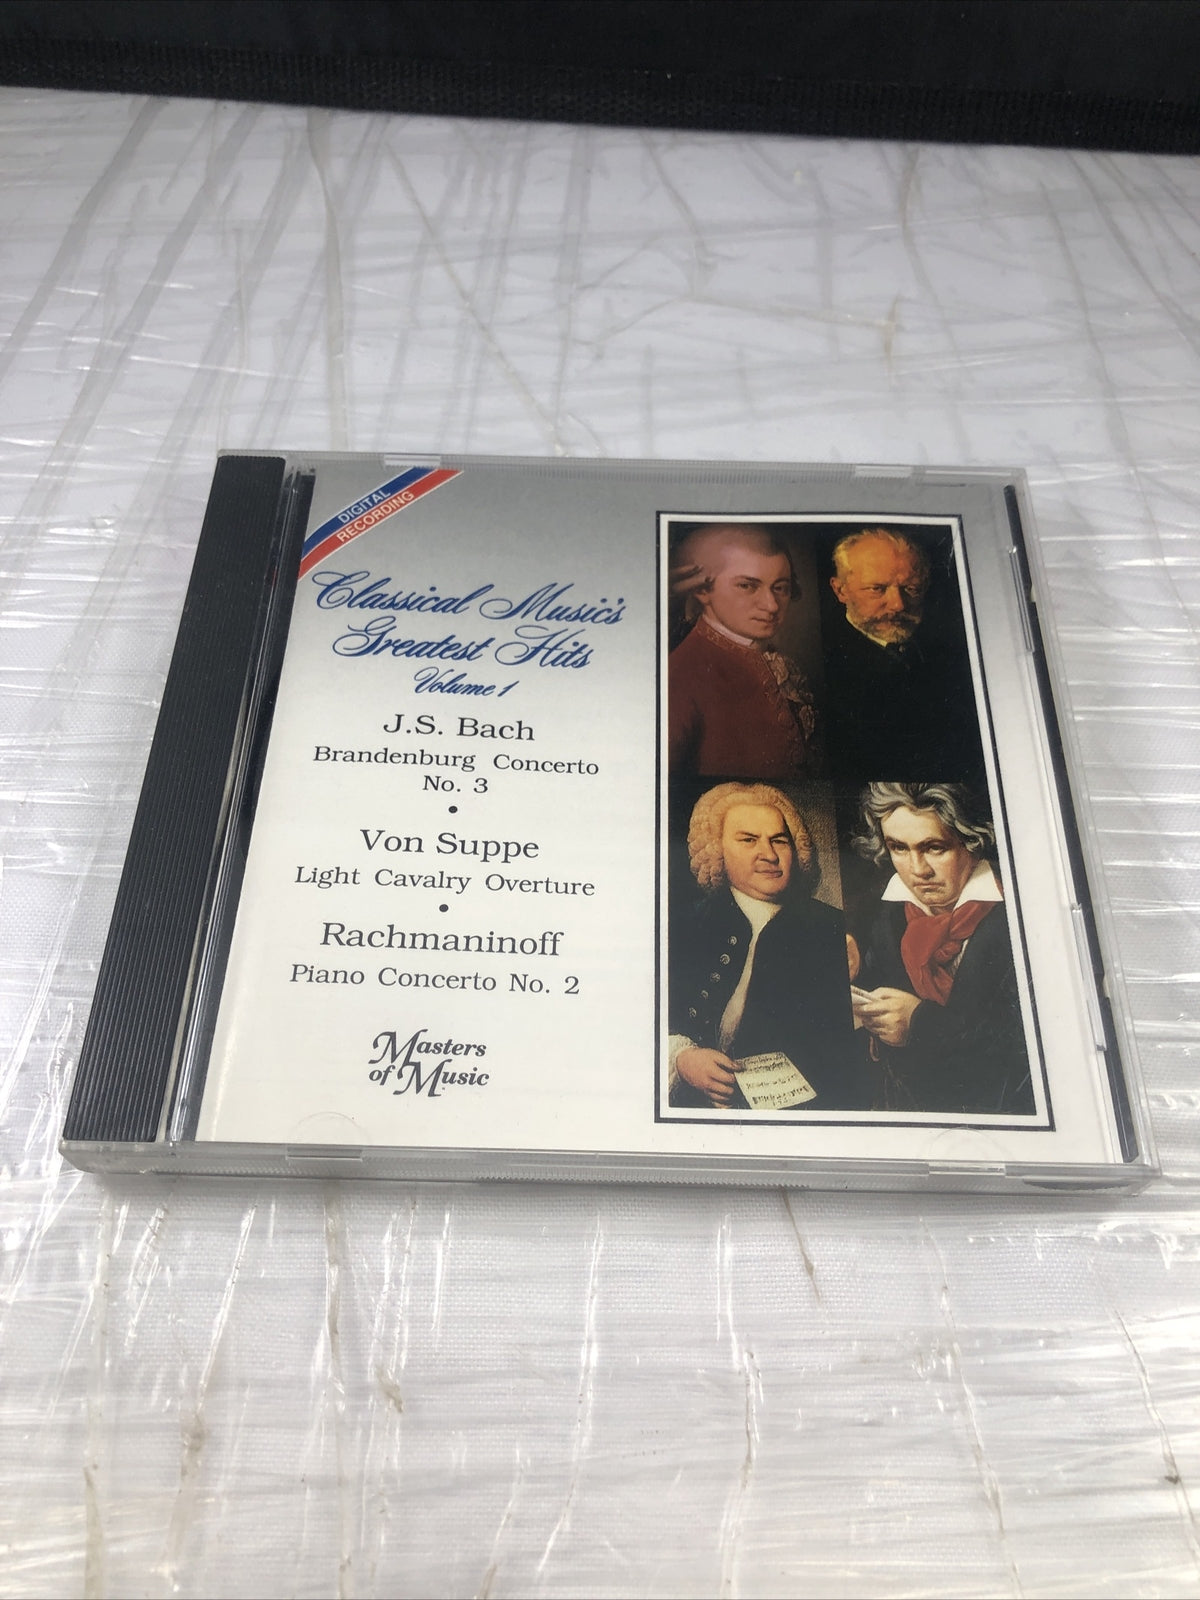 DIGITAL
RECORDING
Classical Music's
Greatest Hits
Volume 1
J.S. Bach
Brandenburg Concerto
No. 3
•
Von Suppe
Light Cavalry Overture
•
Rachmaninoff
Piano Concerto No. 2
Masters
of Music